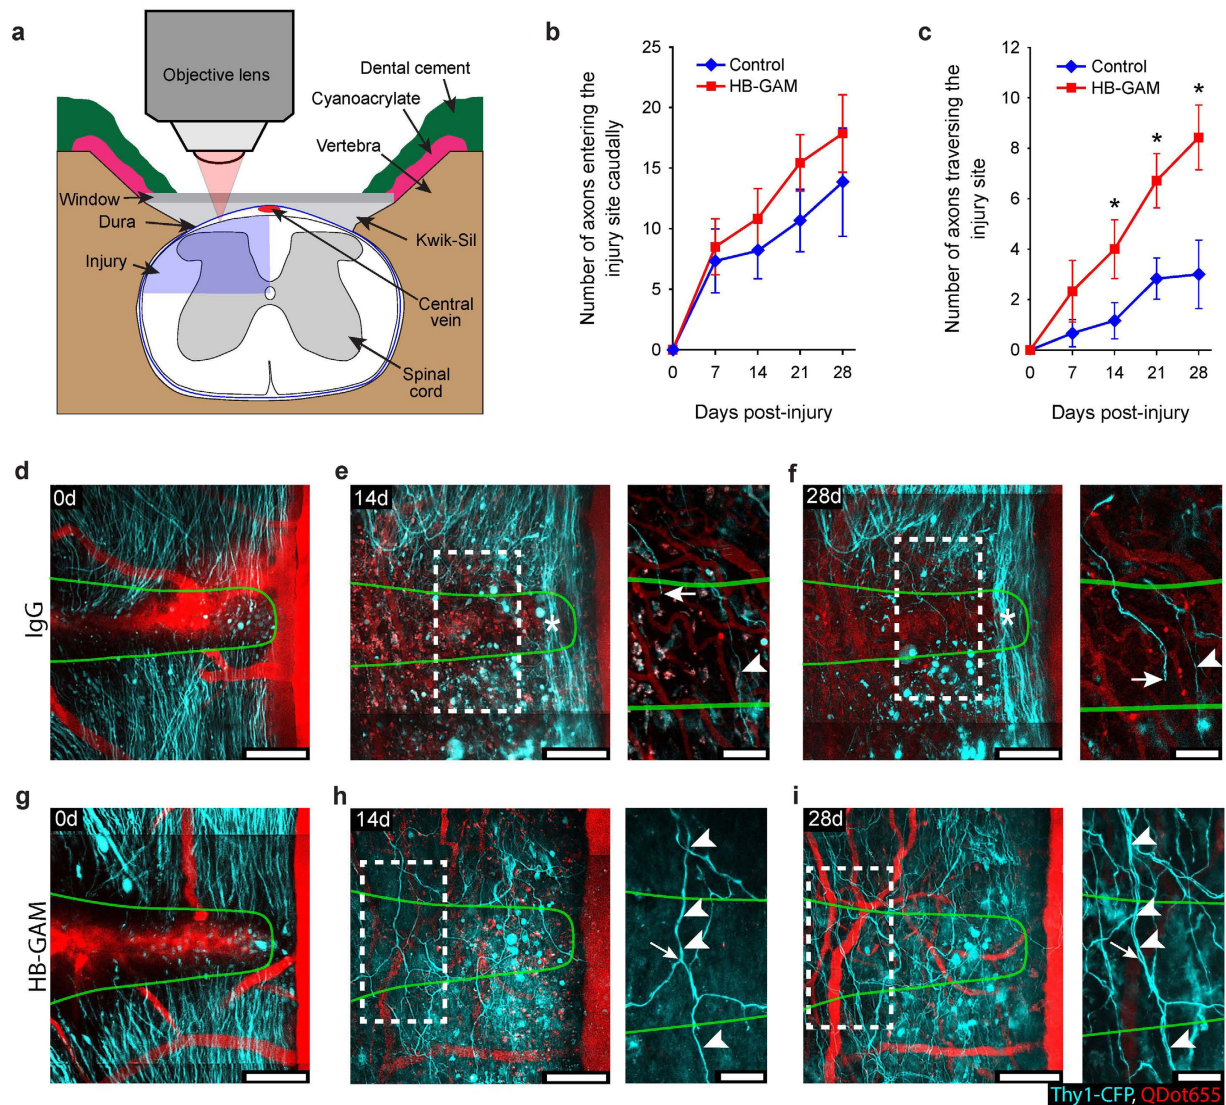 a
Objective lens
Dental cement
Cyanoacrylate
Vertebra
Window
Dura
Injury
Kwik-Sil
Central
vein
Spinal
cord
b
Number of axons entering the
injury site caudally
25
20
15
10
5
0
Control
HB-GAM
0 7 14 21 28
Days post-injury
c
Number of axons traversing the
injury site
12
10
8
6
4
2
0
Control
HB-GAM
* * *
0 7 14 21 28
Days post-injury
IgG
d
0d
e
14d
*
f
28d
*
HB-GAM
g
0d
h
14d
i
28d
Thy1-CFP, QDot655